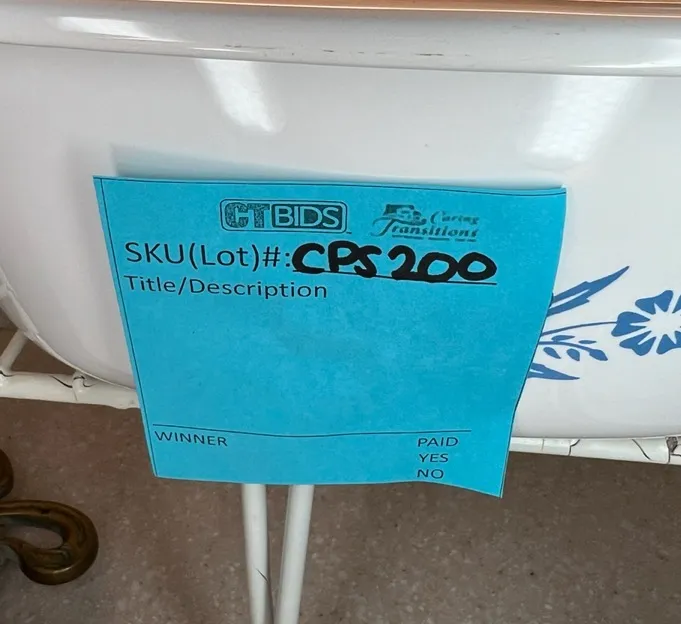 CTBIDS
Caring
Transitions
SKU(Lot)#:CPS200
Title/Description
WINNER
PAID
YES
NO